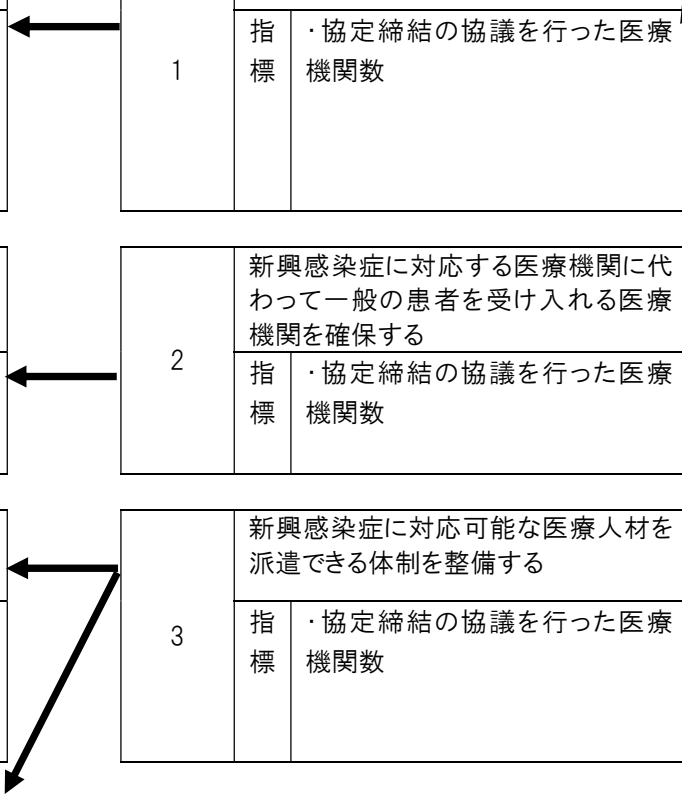 1
指 ・協定締結の協議を行った医療
標 機関数
新興感染症に対応する医療機関に代
わって一般の患者を受け入れる医療
機関を確保する
2
指 ・協定締結の協議を行った医療
標 機関数
新興感染症に対応可能な医療人材を
派遣できる体制を整備する
3
指 ・協定締結の協議を行った医療
標 機関数